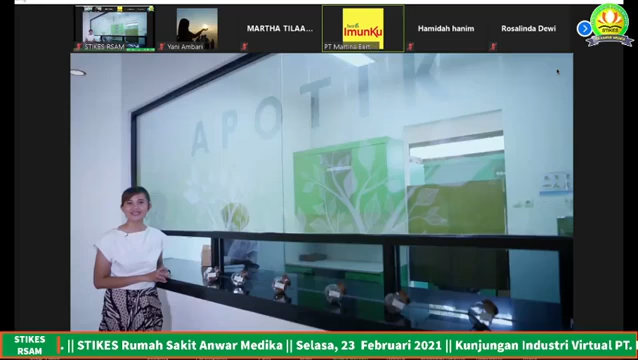 STIKES RSAM
Yani Ambari
MARTHA TILAA...
ImunKu
PT Martina Bert
Hamidah hanim
Rosalinda Dewi
STIKES
APOTIK
STIKES
RSAM
. || STIKES Rumah Sakit Anwar Medika || Selasa, 23 Februari 2021 || Kunjungan Industri Virtual PT.